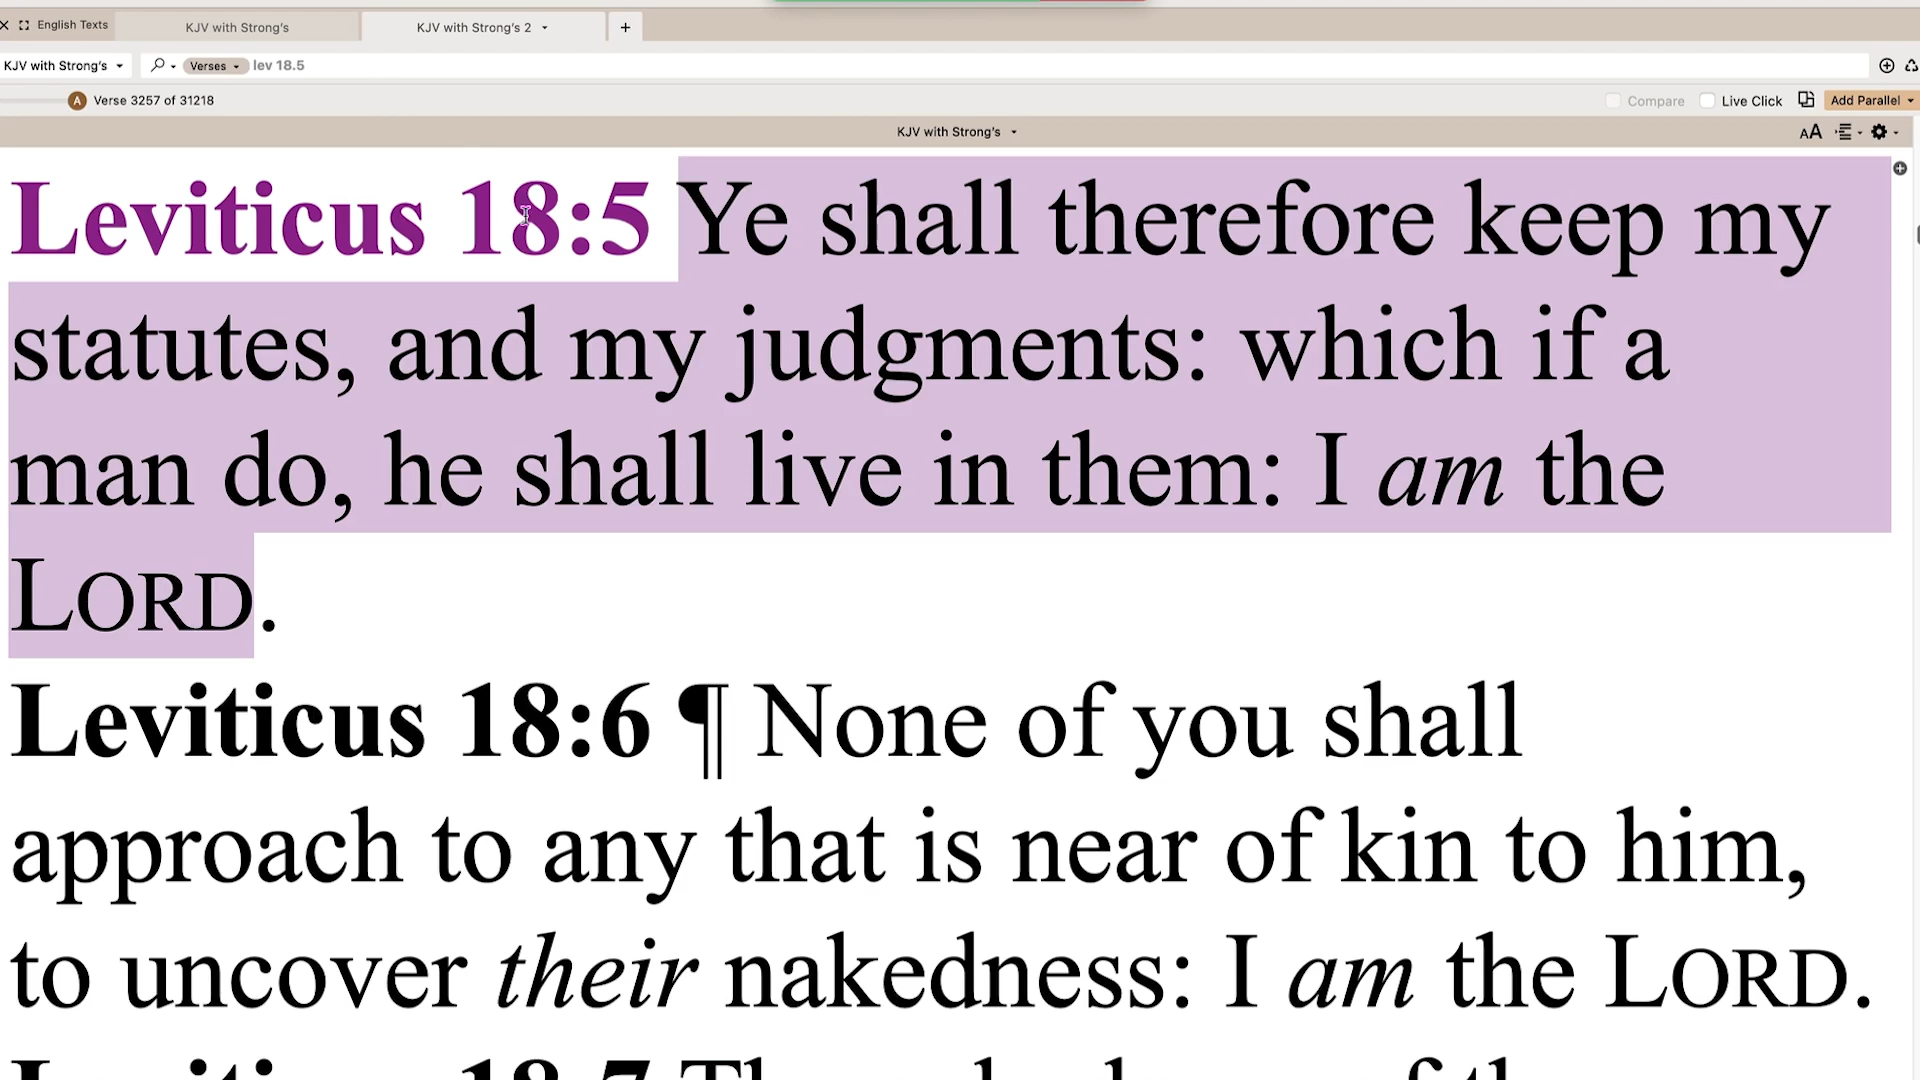 English Texts KJV with Strong's KJV with Strong's 2 +
KJV with Strong's Verses lev 18.5
A Verse 3257 of 31218 Compare Live Click Add Parallel
KJV with Strong's AA
Leviticus 18:5 Ye shall therefore keep my
statutes, and my judgments: which if a
man do, he shall live in them: I am the
LORD.
Leviticus 18:6 ¶ None of you shall
approach to any that is near of kin to him,
to uncover their nakedness: I am the LORD.